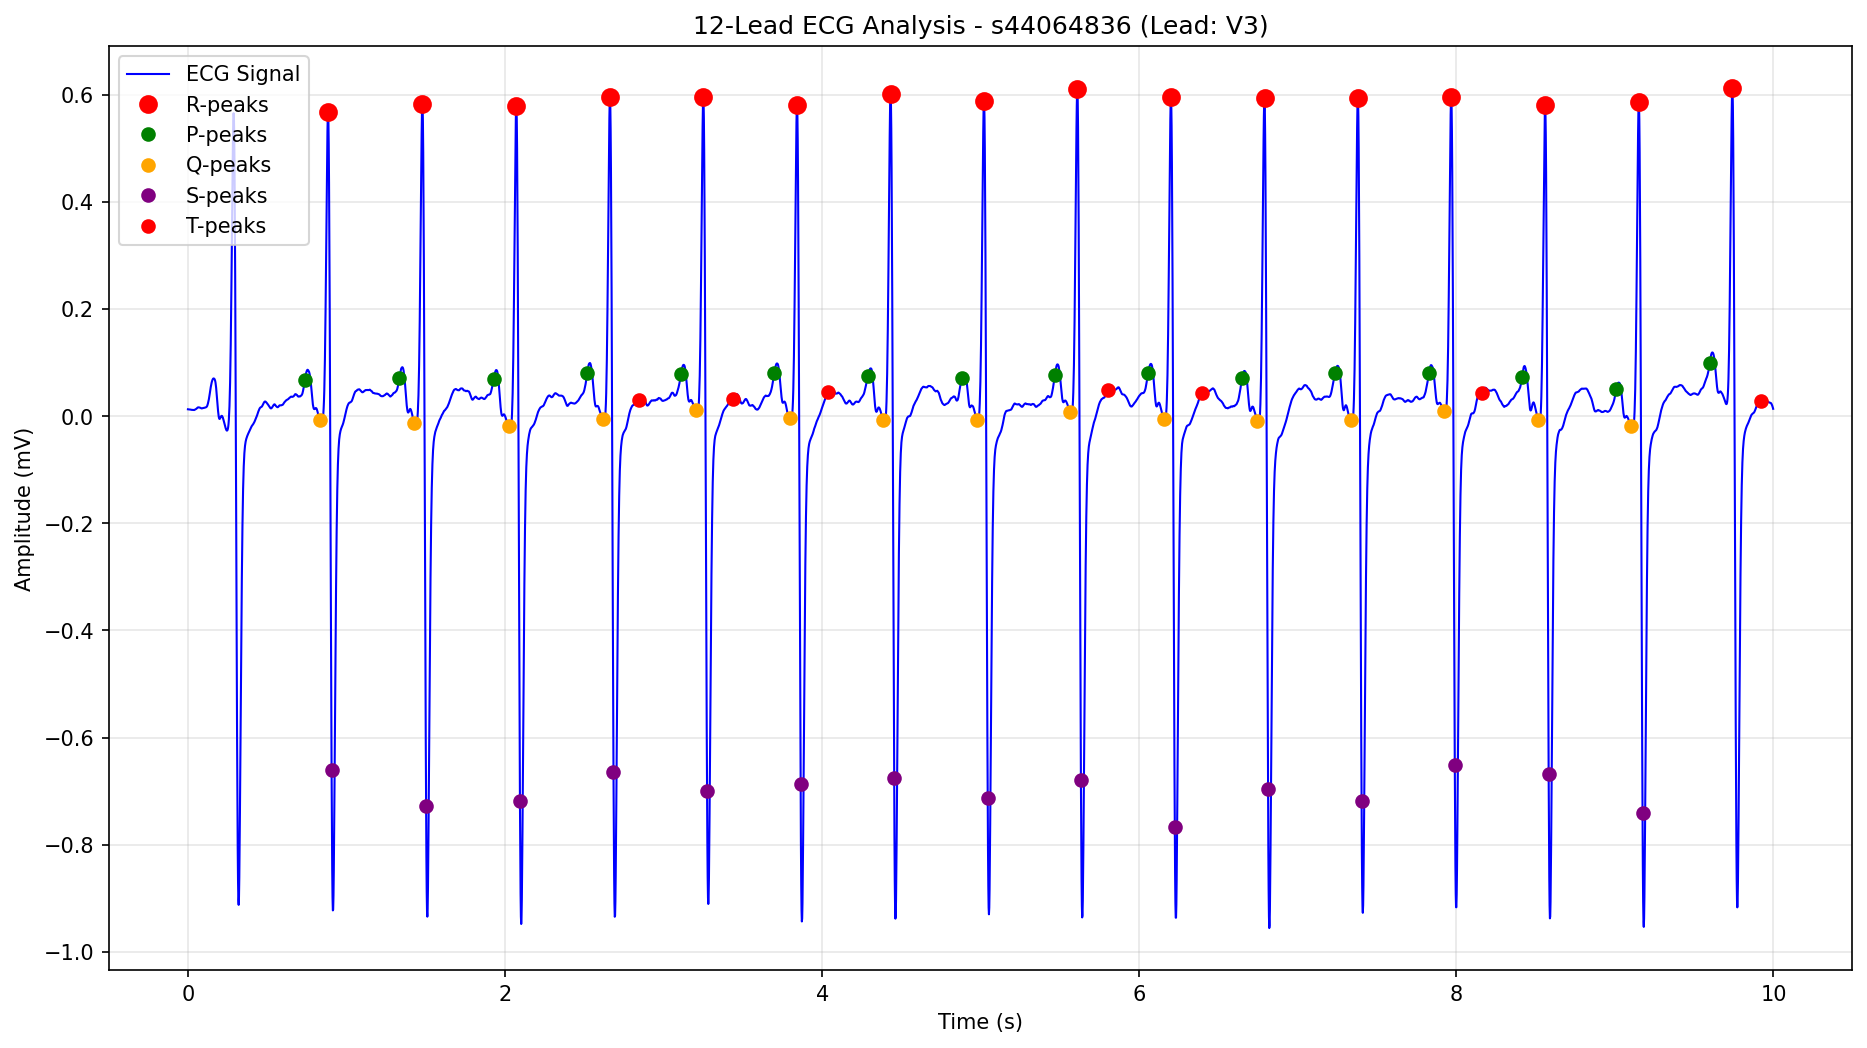 12-Lead ECG Analysis - s44064836 (Lead: V3)
ECG Signal
R-peaks
P-peaks
Q-peaks
S-peaks
T-peaks
0.6
0.4
0.2
0.0
−0.2
−0.4
−0.6
−0.8
−1.0
Amplitude (mV)
0 2 4 6 8 10
Time (s)